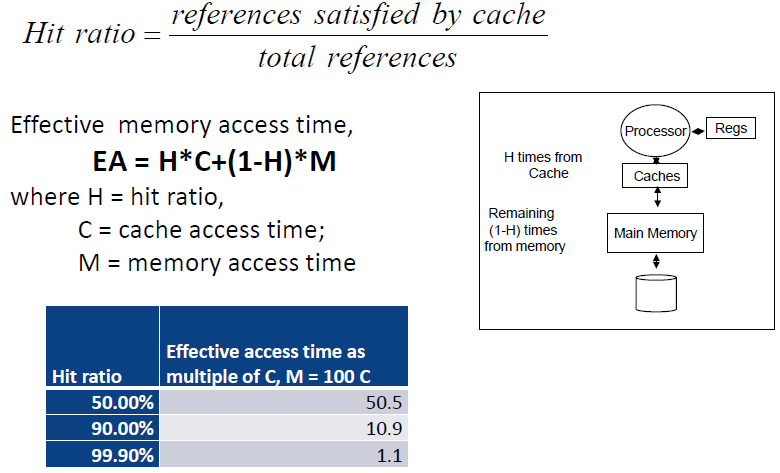 Hit ratio = references satisfied by cache / total references
Effective memory access time,
EA = H*C+(1-H)*M
where H = hit ratio,
C = cache access time;
M = memory access time
Processor
Regs
H times from
Cache
Caches
Remaining
(1-H) times
from memory
Main Memory
Hit ratio Effective access time as
multiple of C, M = 100 C
50.00% 50.5
90.00% 10.9
99.90% 1.1